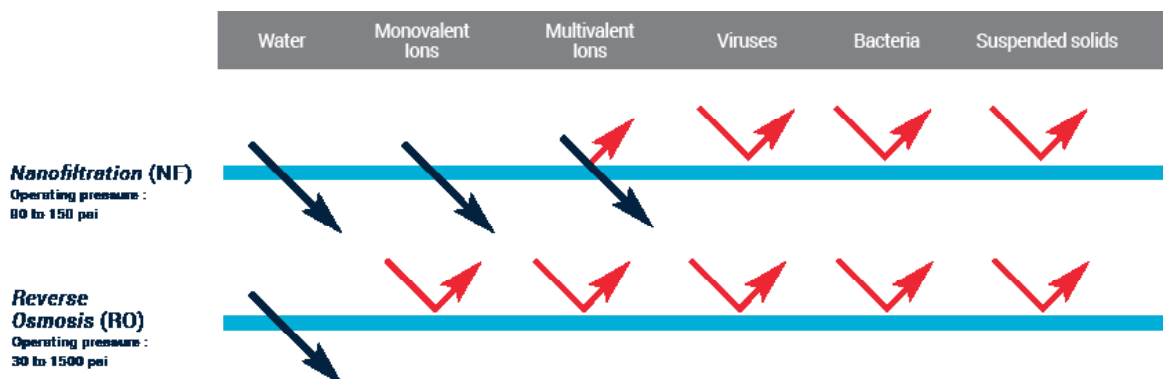 Water
Monovalent
Ions
Multivalent
Ions
Viruses
Bacteria
Suspended solids
Nanofiltration (NF)
Operating pressure :
80 to 150 psi
Reverse
Osmosis (RO)
Operating pressure :
30 to 1500 psi